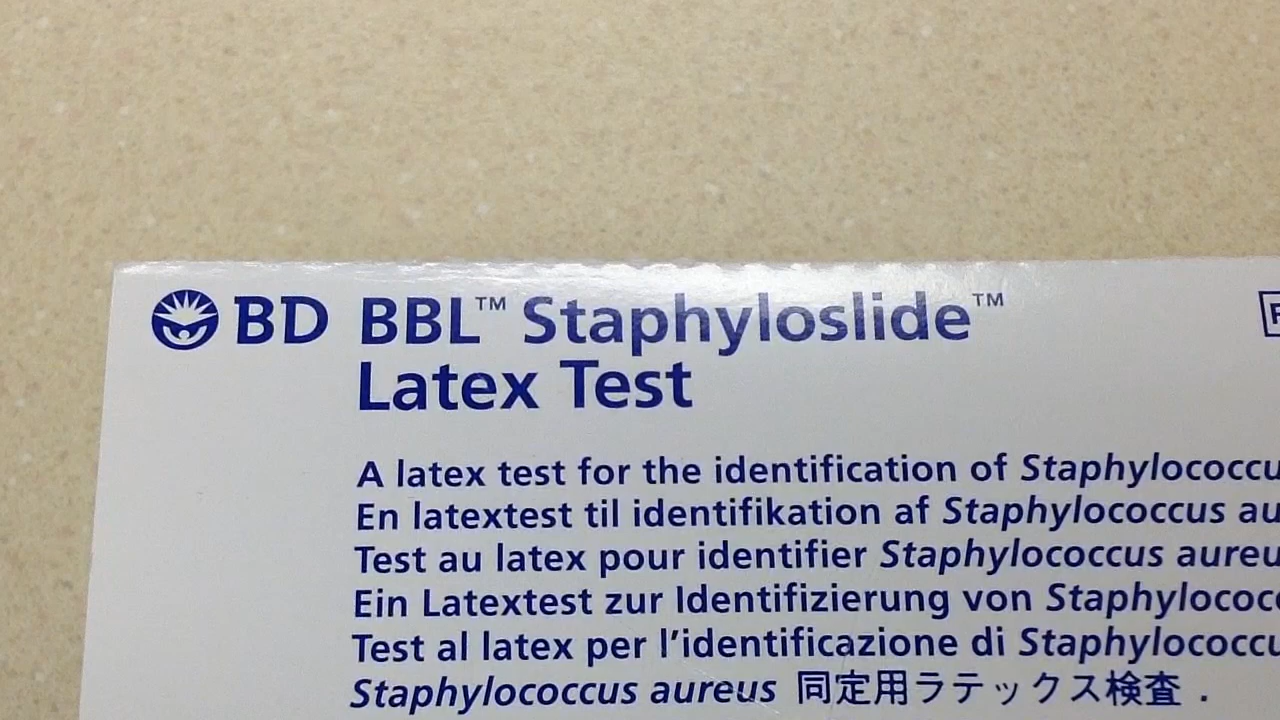 BD BBL™ Staphyloslide™
Latex Test
A latex test for the identification of Staphylococcu
En latextest til identifikation af Staphylococcus au
Test au latex pour identifier Staphylococcus aureu
Ein Latextest zur Identifizierung von Staphylococ
Test al latex per l'identificazione di Staphylococcu
Staphylococcus aureus 同定用ラテックス検査 .